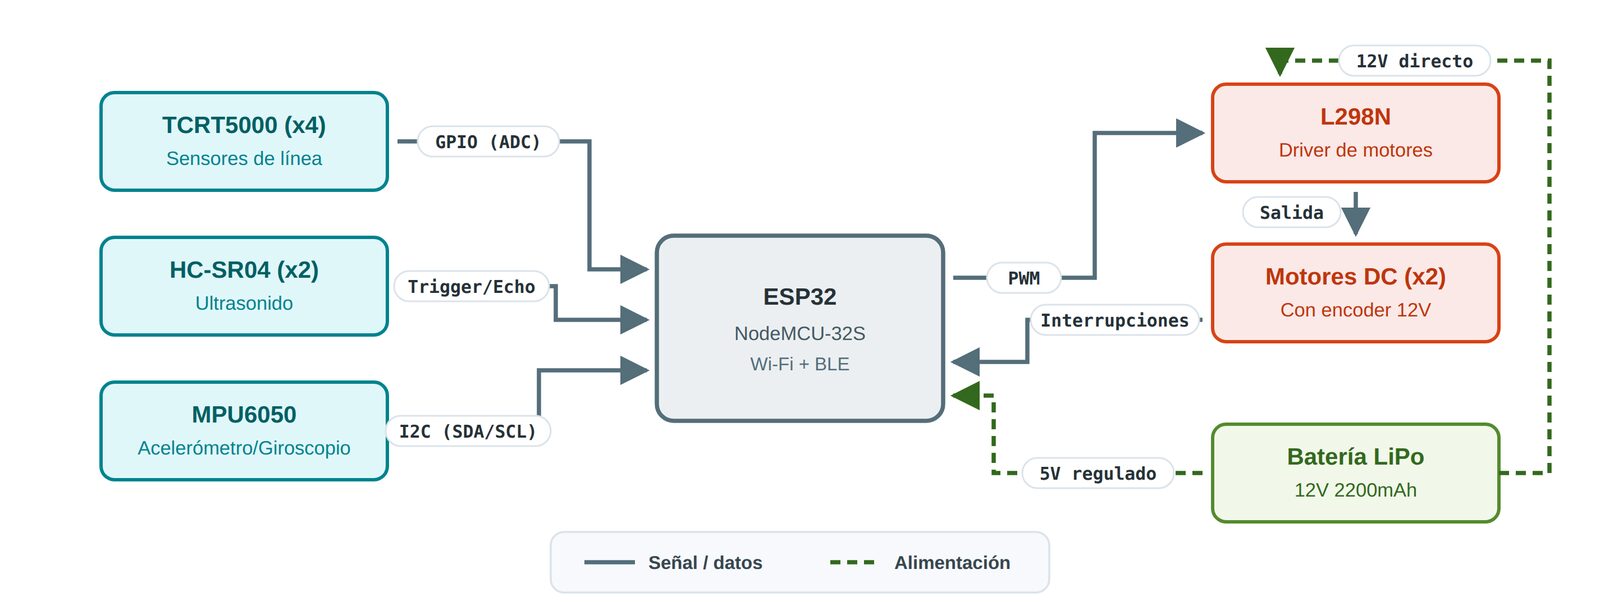 TCRT5000 (x4)
Sensores de línea
GPIO (ADC)
HC-SR04 (x2)
Ultrasonido
Trigger/Echo
MPU6050
Acelerómetro/Giroscopio
I2C (SDA/SCL)
ESP32
NodeMCU-32S
Wi-Fi + BLE
PWM
Interrupciones
5V regulado
12V directo
L298N
Driver de motores
Salida
Motores DC (x2)
Con encoder 12V
Batería LiPo
12V 2200mAh
Señal / datos
Alimentación